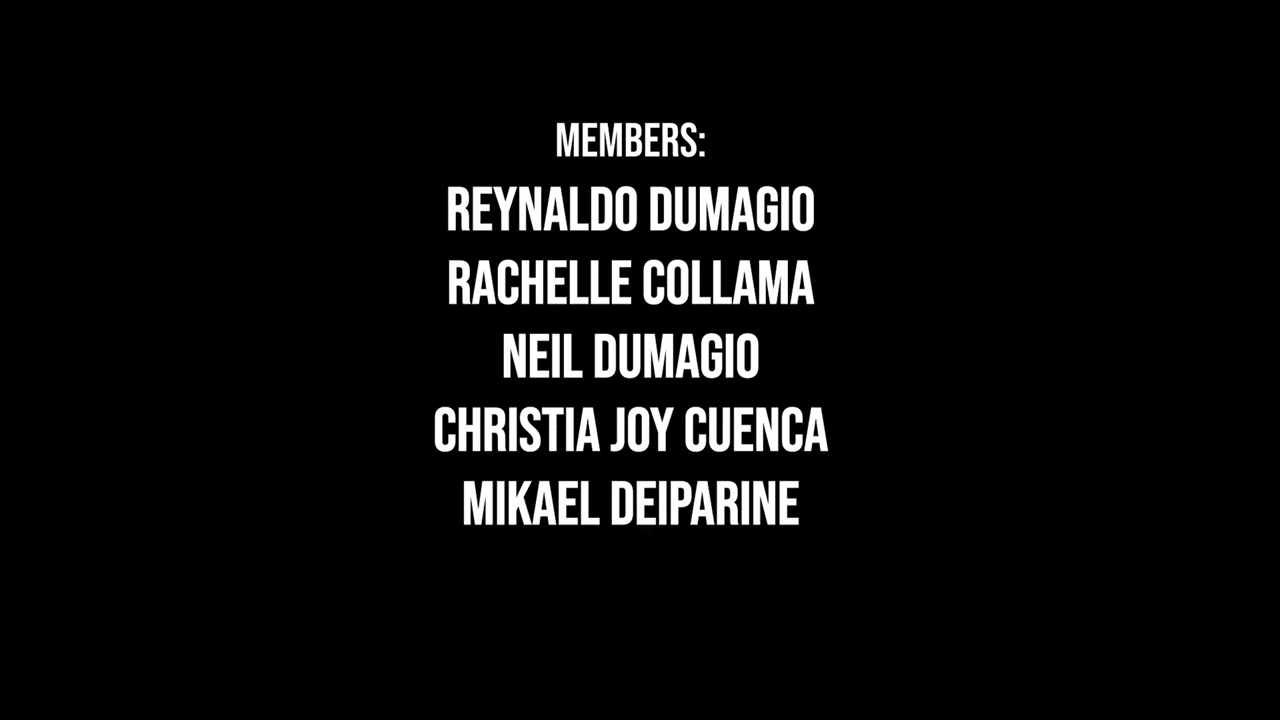 MEMBERS:
REYNALDO DUMAGIO
RACHELLE COLLAMA
NEIL DUMAGIO
CHRISTIA JOY CUENCA
MIKAEL DEIPARINE